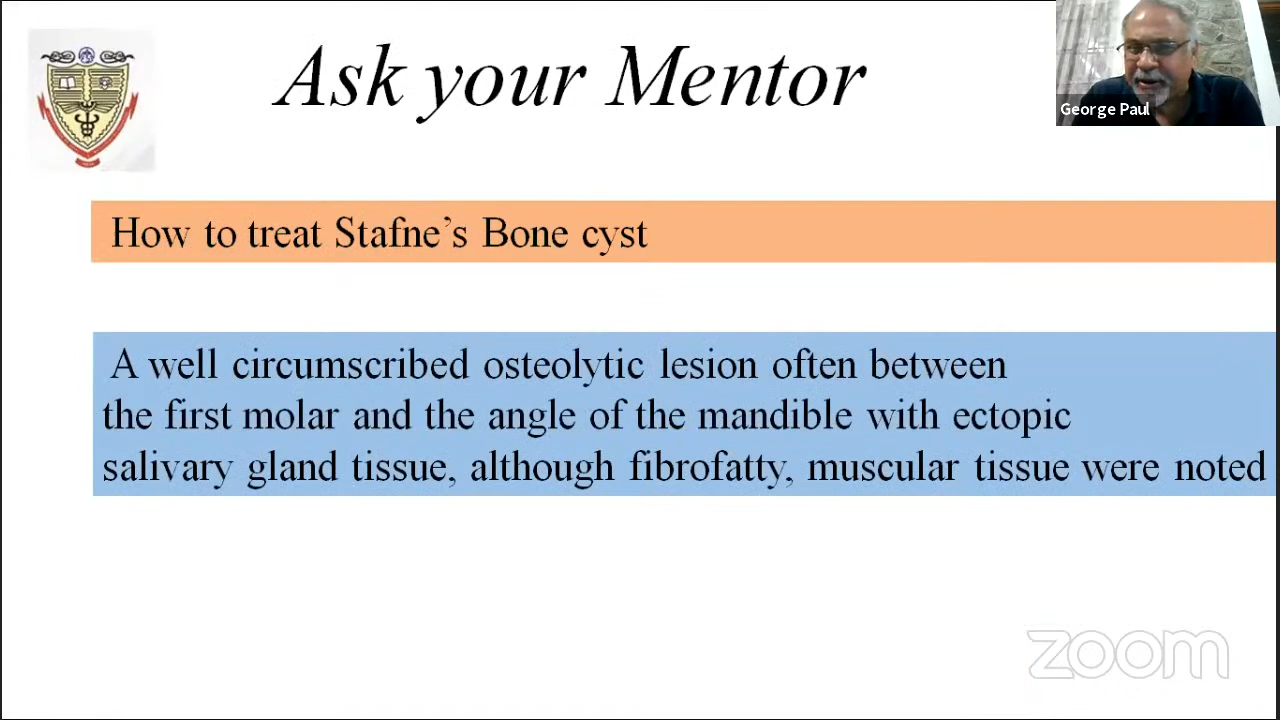 Ask your Mentor
George Paul
How to treat Stafne’s Bone cyst
A well circumscribed osteolytic lesion often between
the first molar and the angle of the mandible with ectopic
salivary gland tissue, although fibrofatty, muscular tissue were noted
zoom